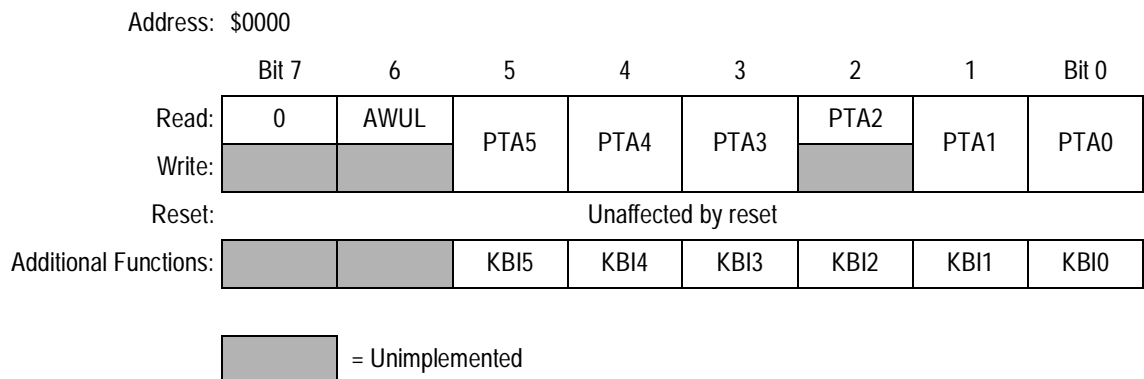 Address: $0000
Bit 7 6 5 4 3 2 1 Bit 0
Read: 0 AWUL PTA5 PTA4 PTA3 PTA2 PTA1 PTA0
Write:
Reset: Unaffected by reset
Additional Functions: KBI5 KBI4 KBI3 KBI2 KBI1 KBI0
= Unimplemented